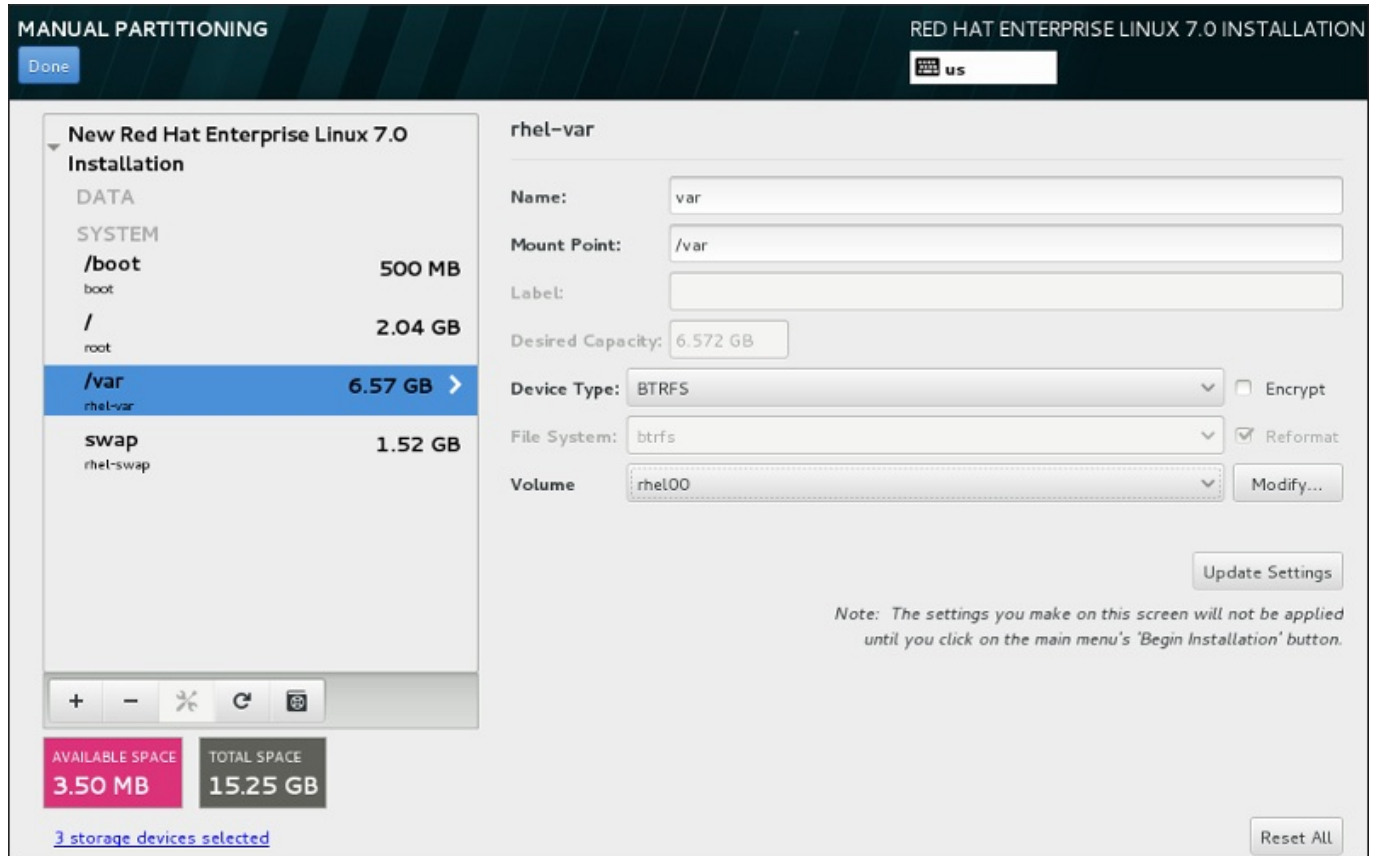 MANUAL PARTITIONING
RED HAT ENTERPRISE LINUX 7.0 INSTALLATION
Done
us
New Red Hat Enterprise Linux 7.0
Installation
DATA
SYSTEM
/boot 500 MB
boot
/ 2.04 GB
root
/var 6.57 GB
rhel-var
swap 1.52 GB
rhel-swap
+ −
AVAILABLE SPACE
3.50 MB
TOTAL SPACE
15.25 GB
3 storage devices selected
rhel-var
Name: var
Mount Point: /var
Label:
Desired Capacity: 6.572 GB
Device Type: BTRFS Encrypt
File System: btrfs Reformat
Volume rhel00 Modify...
Update Settings
Note: The settings you make on this screen will not be applied
until you click on the main menu's 'Begin Installation' button.
Reset All